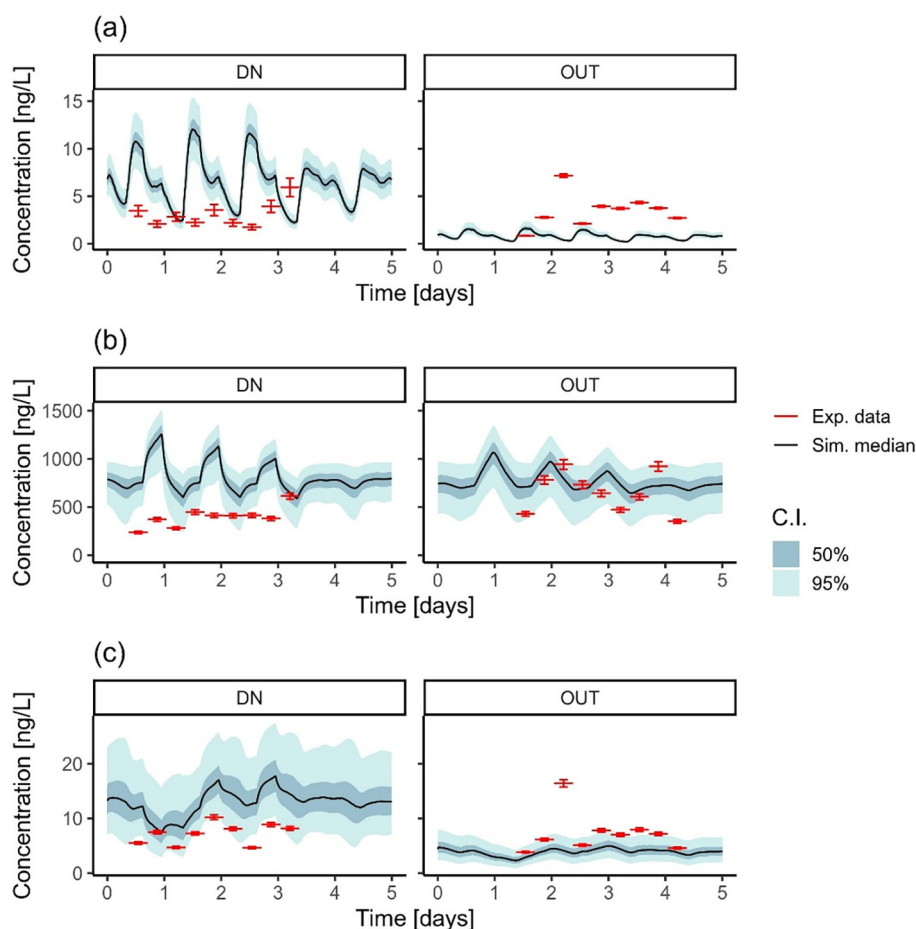 (a)
DN OUT
Concentration [ng/L]
15
10
5
0
0 1 2 3 4 5 0 1 2 3 4 5
Time [days] Time [days]
(b)
DN OUT
Concentration [ng/L]
1500
1000
500
0
0 1 2 3 4 5 0 1 2 3 4 5
Time [days] Time [days]
Exp. data
Sim. median
C.I.
50%
95%
(c)
DN OUT
Concentration [ng/L]
20
10
0
0 1 2 3 4 5 0 1 2 3 4 5
Time [days] Time [days]